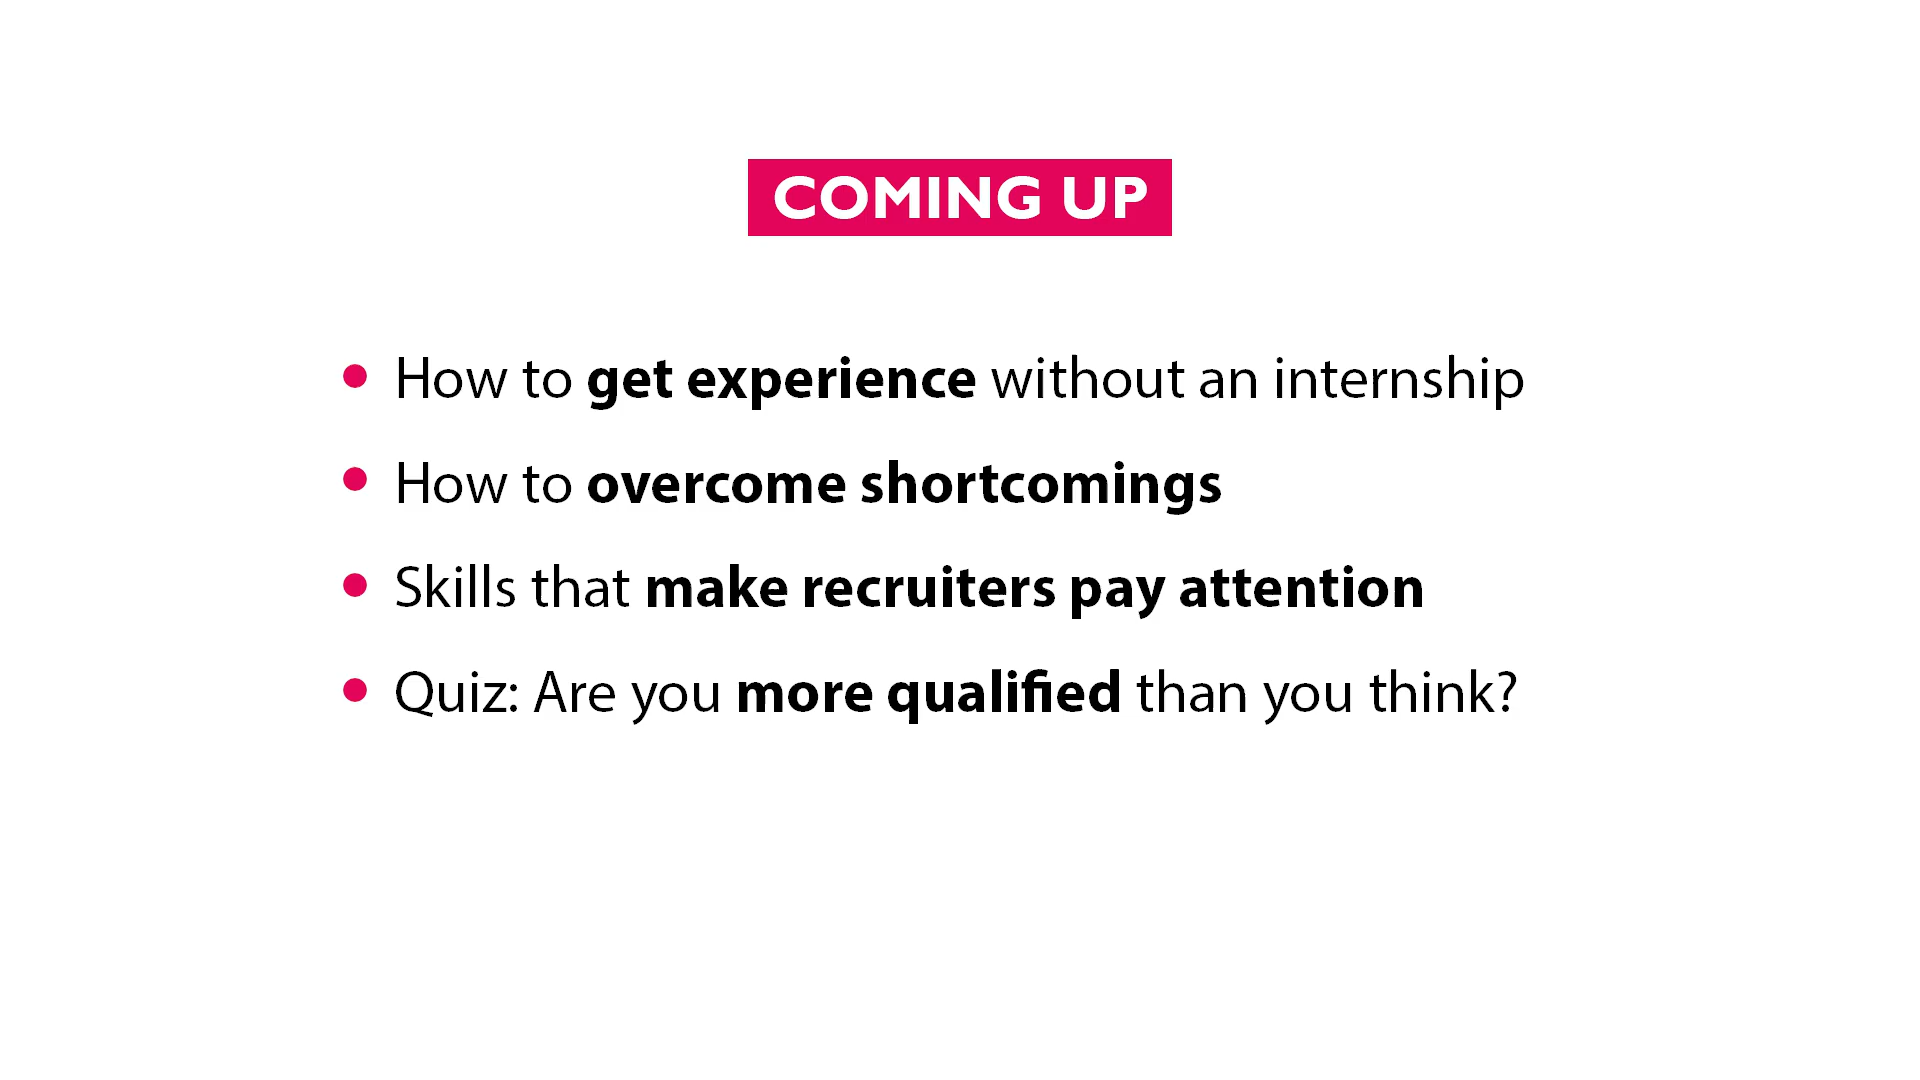 COMING UP
• How to get experience without an internship
• How to overcome shortcomings
• Skills that make recruiters pay attention
• Quiz: Are you more qualified than you think?